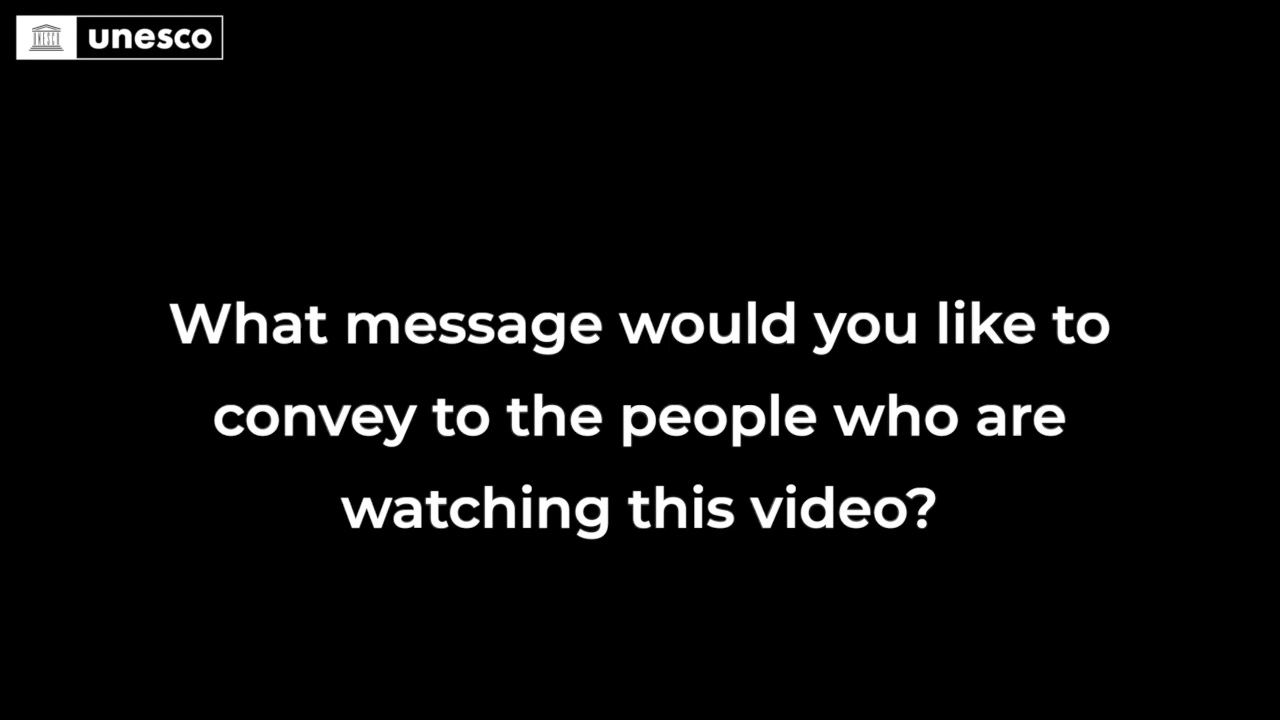 unesco
What message would you like to
convey to the people who are
watching this video?